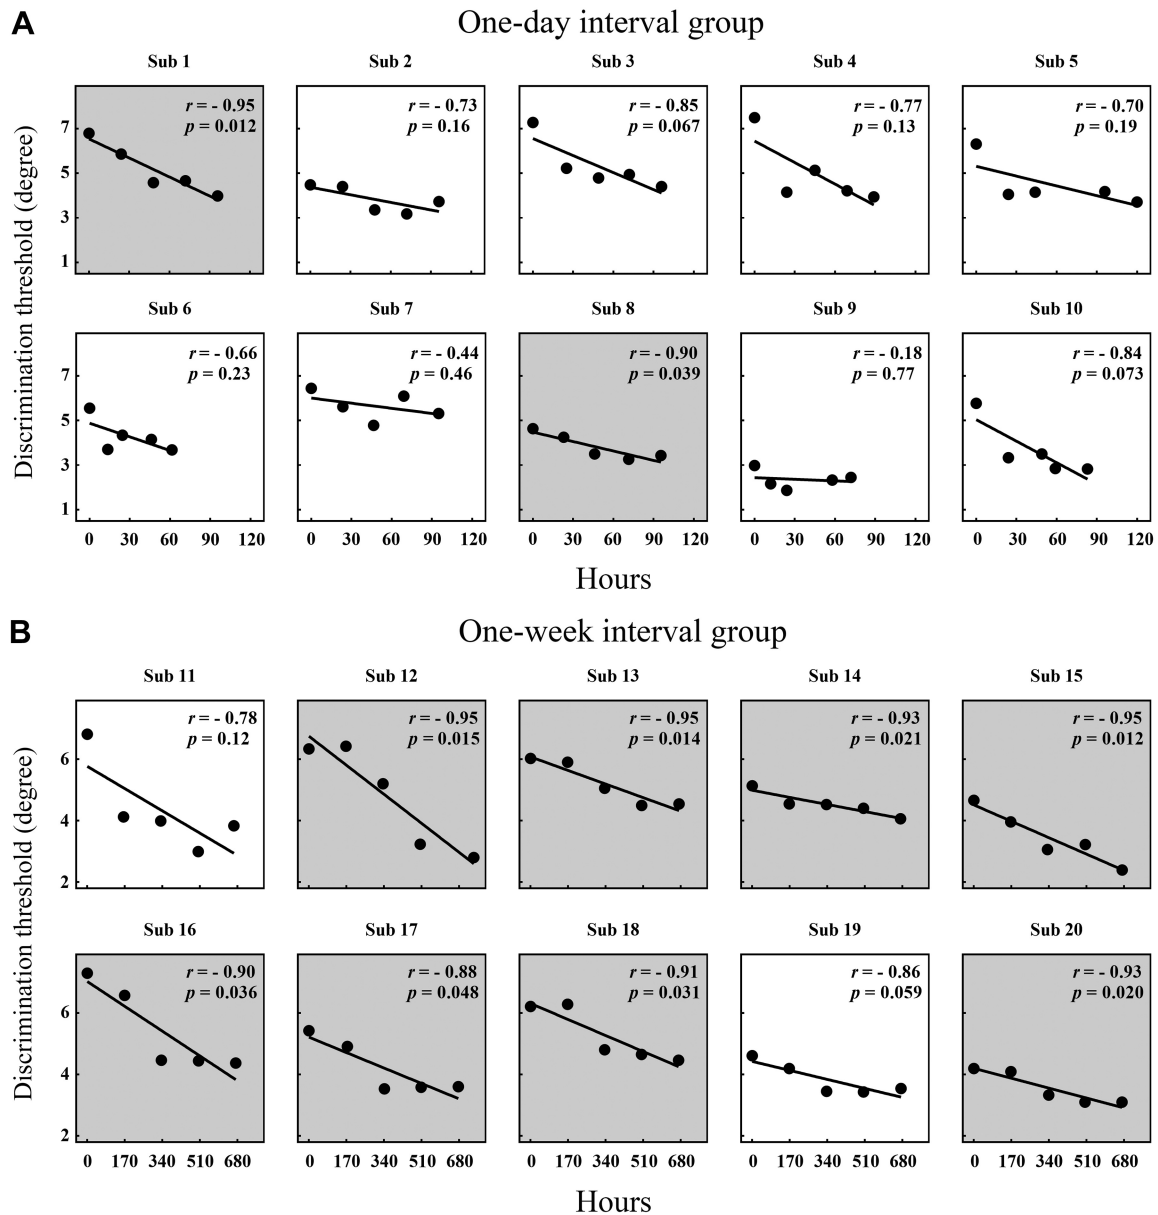 A
One-day interval group
Sub 1 Sub 2 Sub 3 Sub 4 Sub 5
r = - 0.95 r = - 0.73 r = - 0.85 r = - 0.77 r = - 0.70
p = 0.012 p = 0.16 p = 0.067 p = 0.13 p = 0.19
7
5
3
1
Discrimination threshold (degree)
Sub 6 Sub 7 Sub 8 Sub 9 Sub 10
r = - 0.66 r = - 0.44 r = - 0.90 r = - 0.18 r = - 0.84
p = 0.23 p = 0.46 p = 0.039 p = 0.77 p = 0.073
7
5
3
1
0 30 60 90 120 0 30 60 90 120 0 30 60 90 120 0 30 60 90 120 0 30 60 90 120
Hours
B
One-week interval group
Sub 11 Sub 12 Sub 13 Sub 14 Sub 15
r = - 0.78 r = - 0.95 r = - 0.95 r = - 0.93 r = - 0.95
p = 0.12 p = 0.015 p = 0.014 p = 0.021 p = 0.012
6
4
2
Discrimination threshold (degree)
Sub 16 Sub 17 Sub 18 Sub 19 Sub 20
r = - 0.90 r = - 0.88 r = - 0.91 r = - 0.86 r = - 0.93
p = 0.036 p = 0.048 p = 0.031 p = 0.059 p = 0.020
6
4
2
0 170 340 510 680 0 170 340 510 680 0 170 340 510 680 0 170 340 510 680 0 170 340 510 680
Hours